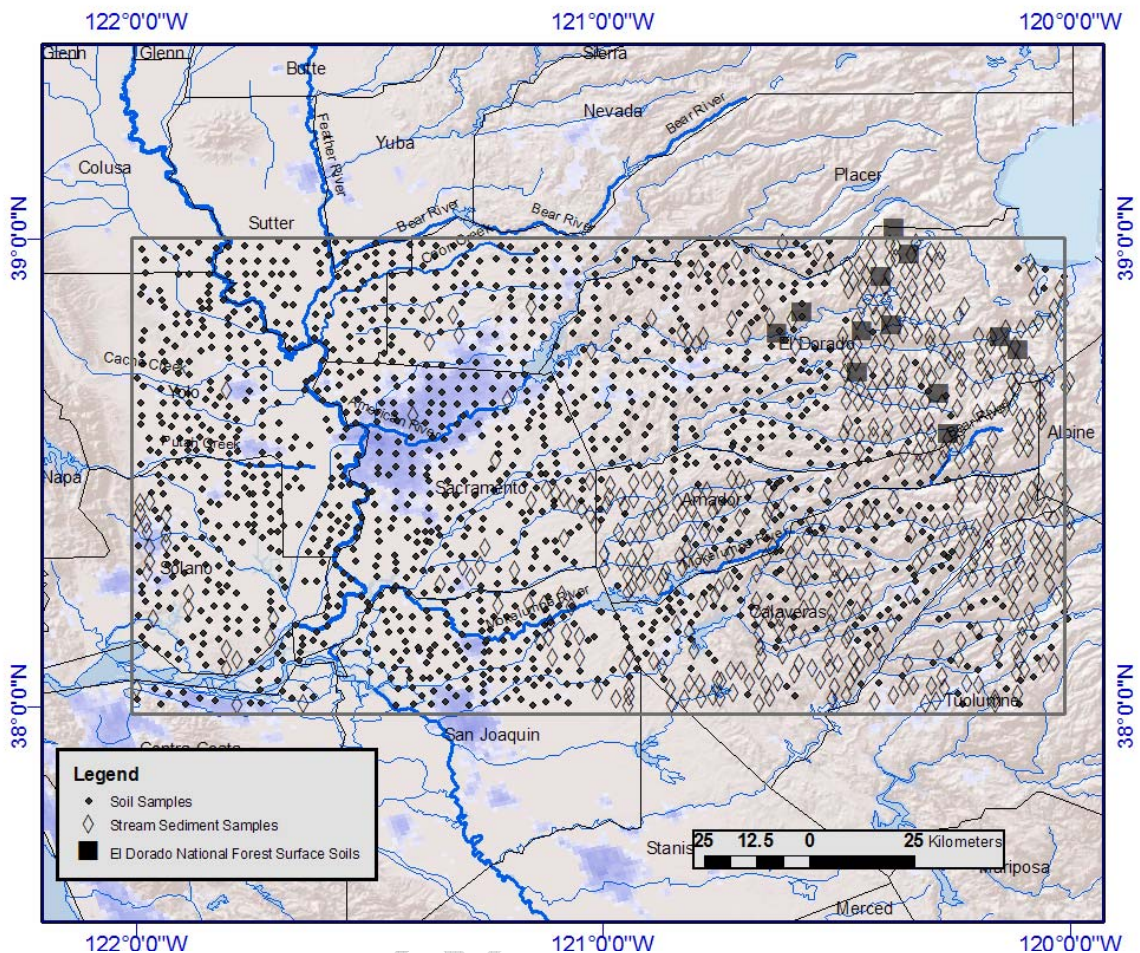 122°0'0"W 121°0'0"W 120°0'0"W
Glenn Glenn
Butte
Sierra
Nevada
Bear River
Feather River
Yuba
Colusa
Placer
Sutter
Bear River
Bear River
39°0'0"N
39°0'0"N
Coon Creek
El Dorado
Cache Creek
Yolo
American River
Bear River
Alpine
Putah Creek
Napa
Sacramento
Amador
Mokelumne River
Solano
Mokelumne River
Calaveras
38°0'0"N
38°0'0"N
Tuolumne
San Joaquin
Contra Costa
Legend
Soil Samples
Stream Sediment Samples
El Dorado National Forest Surface Soils
25 12.5 0 25 Kilometers
Stanis
Mariposa
Merced
122°0'0"W 121°0'0"W 120°0'0"W